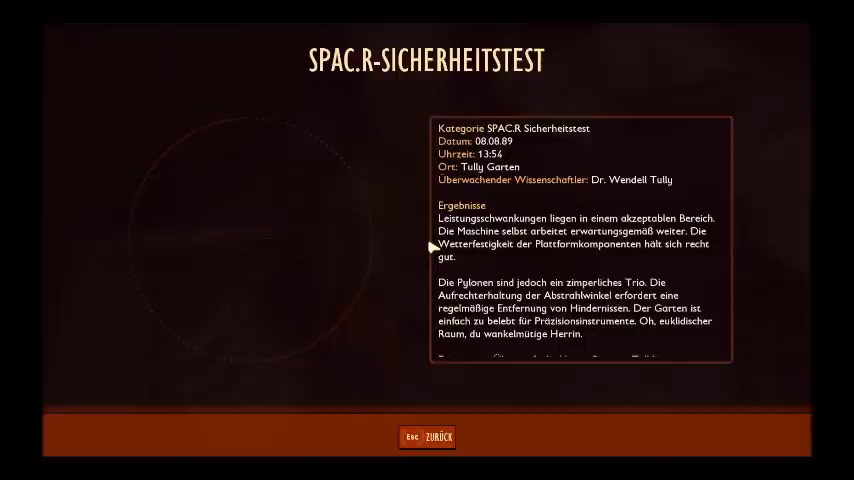 SPAC.R-SICHERHEITSTEST
Kategorie SPAC.R Sicherheitstest
Datum: 08.08.89
Uhrzeit: 13:54
Ort: Tully Garten
Überwachender Wissenschaftler: Dr. Wendell Tully
Ergebnisse
Leistungsschwankungen liegen in einem akzeptablen Bereich.
Die Maschine selbst arbeitet erwartungsgemäß weiter. Die
Wetterfestigkeit der Plattformkomponenten hält sich recht
gut.
Die Pylonen sind jedoch ein zimperliches Trio. Die
Aufrechterhaltung der Abstrahlwinkel erfordert eine
regelmäßige Entfernung von Hindernissen. Der Garten ist
einfach zu belebt für Präzisionsinstrumente. Oh, euklidischer
Raum, du wankelmütige Herrin.
Esc ZURÜCK